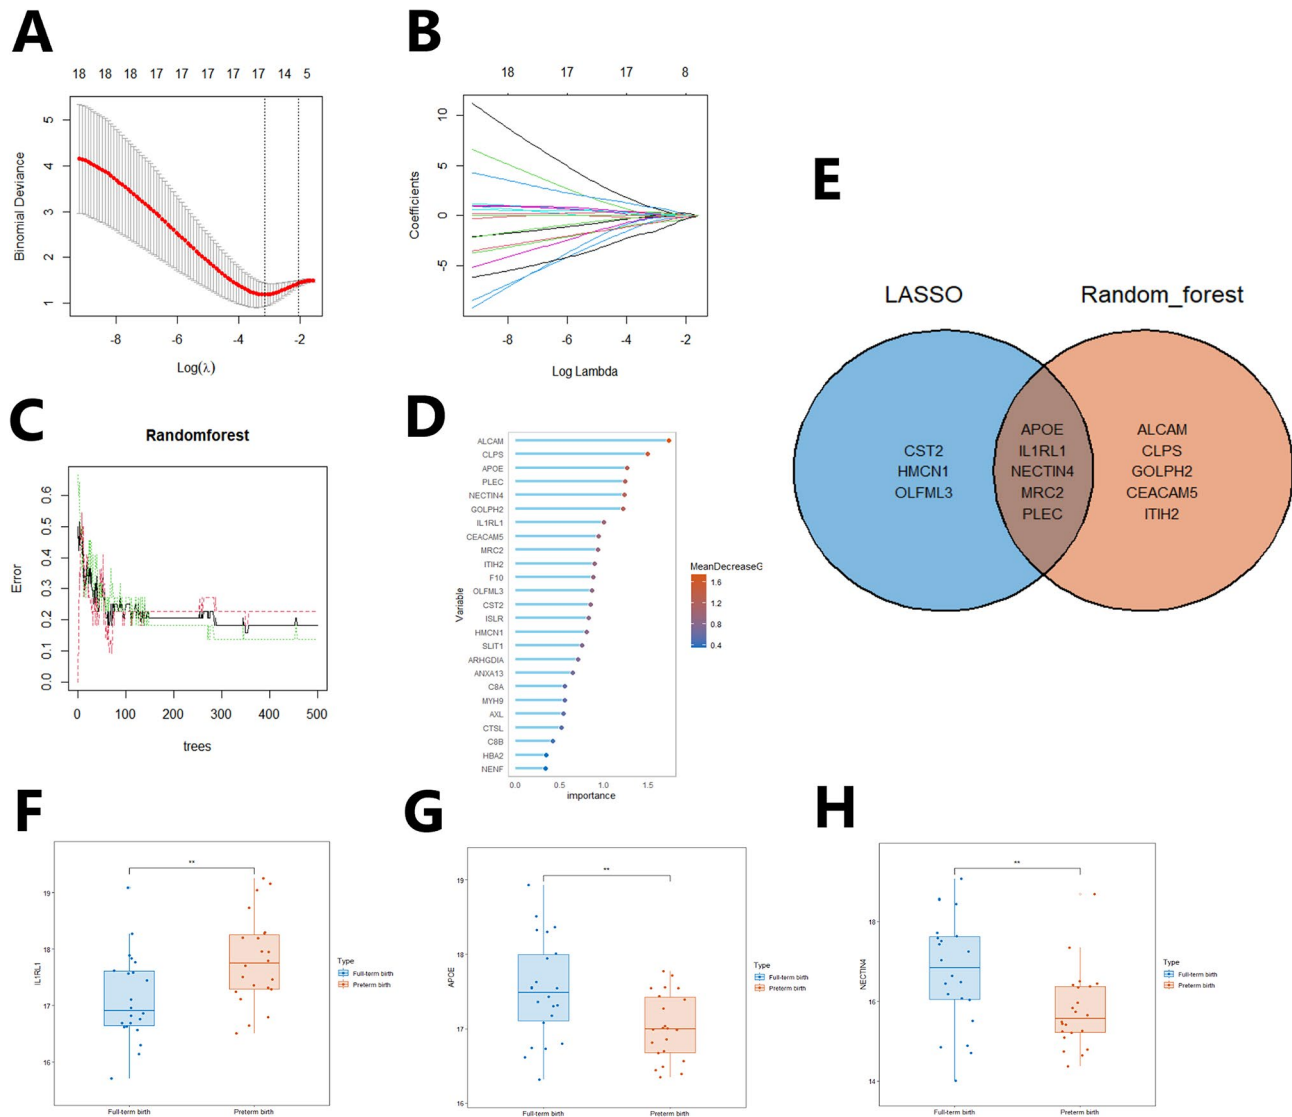 A
18 18 18 17 17 17 17 17 14 5
Binomial Deviance
5
4
3
2
1
-8 -6 -4 -2
Log(λ)
B
18 17 17 8
Coefficients
10
5
0
-5
-8 -6 -4 -2
Log Lambda
C
Randomforest
Error
0.6
0.5
0.4
0.3
0.2
0.1
0.0
0 100 200 300 400 500
trees
D
Variable
ALCAM
CLPS
APOE
PLEC
NECTIN4
GOLPH2
IL1RL1
CEACAM5
MRC2
ITIH2
F10
OLFML3
CST2
ISLR
HMCN1
SLIT1
ARHGDIA
ANXA13
C8A
MYH9
AXL
CTSL
C8B
HBA2
NENF
0.0 0.5 1.0 1.5
importance
MeanDecreaseG
1.6
1.2
0.8
0.4
E
LASSO
Random_forest
CST2
HMCN1
OLFML3
APOE
IL1RL1
NECTIN4
MRC2
PLEC
ALCAM
CLPS
GOLPH2
CEACAM5
ITIH2
F
**
IL1RL1
19
18
17
16
Full-term birth Preterm birth
Type
Full-term birth
Preterm birth
G
**
APOE
19
18
17
16
Full-term birth Preterm birth
Type
Full-term birth
Preterm birth
H
**
NECTIN4
18
16
14
Full-term birth Preterm birth
Type
Full-term birth
Preterm birth